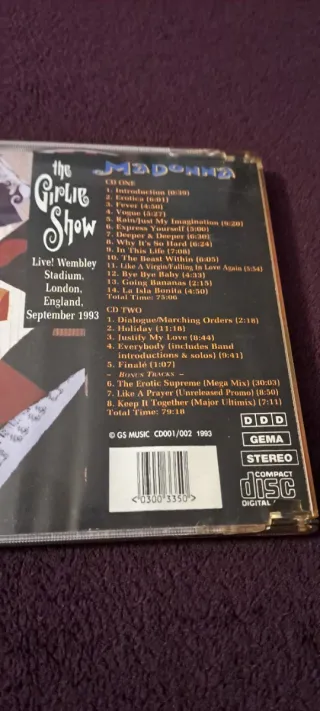 the
Girlie
Show
Live! Wembley
Stadium,
London,
England,
September 1993
MADONNA
CD ONE
1. Introduction (0:38)
2. Erotica (6:01)
3. Fever (4:50)
4. Vogue (5:27)
5. Rain/Just My Imagination (9:20)
6. Express Yourself (5:00)
7. Deeper & Deeper (6:30)
8. Why It's So Hard (6:24)
9. In This Life (7:08)
10. The Beast Within (6:05)
11. Like A Virgin/Falling In Love Again (5:54)
12. Bye Bye Baby (4:33)
13. Going Bananas (2:15)
14. La Isla Bonita (4:50)
Total Time: 75:06
CD TWO
1. Dialogue/Marching Orders (2:18)
2. Holiday (11:18)
3. Justify My Love (8:44)
4. Everybody (includes Band
introductions & solos) (9:41)
5. Finalé (1:07)
– Bonus Tracks –
6. The Erotic Supreme (Mega Mix) (30:03)
7. Like A Prayer (Unreleased Promo) (8:50)
8. Keep It Together (Major Ultimix) (7:11)
Total Time: 79:18
© GS MUSIC CD001/002 1993
<"0300"3350">
DDD
GEMA
STEREO
COMPACT
disc
DIGITAL